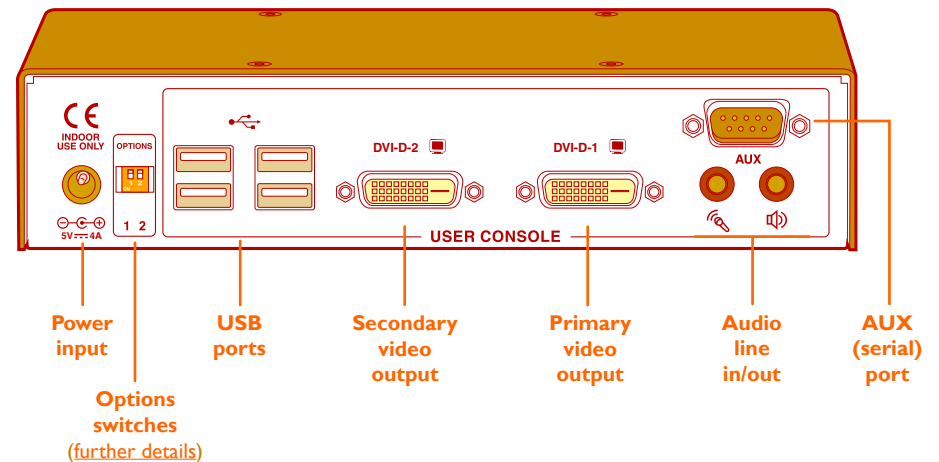 CE
INDOOR
USE ONLY
5V 4A
OPTIONS
ON
1 2
1 2
DVI-D-2
DVI-D-1
AUX
USER CONSOLE
Power
input
Options
switches
(further details)
USB
ports
Secondary
video
output
Primary
video
output
Audio
line
in/out
AUX
(serial)
port